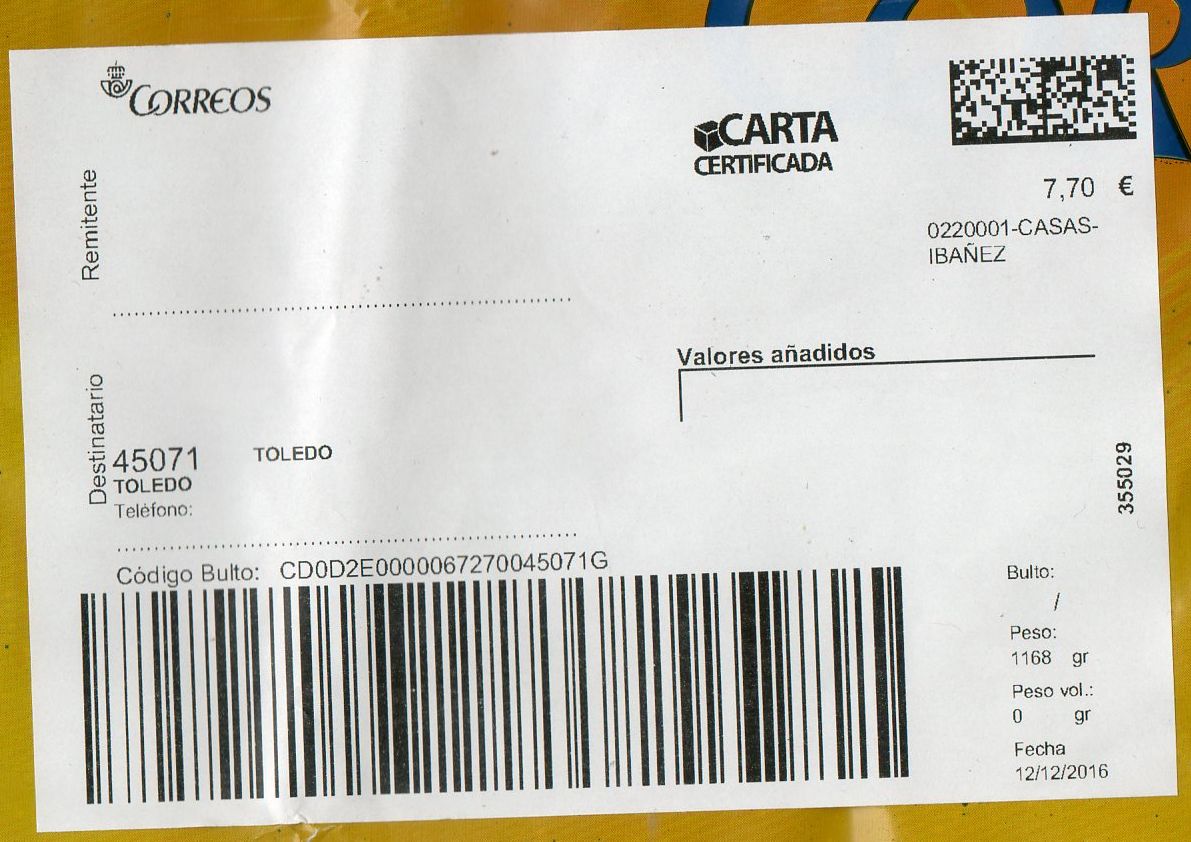 CORREOS
CARTA
CERTIFICADA
7,70 €
0220001-CASAS-
IBAÑEZ
Remitente
Valores añadidos
Destinatario
45071 TOLEDO
TOLEDO
Teléfono:
355029
Código Bulto: CD0D2E0000067270045071G
Bulto:
/
Peso:
1168 gr
Peso vol.:
0 gr
Fecha
12/12/2016